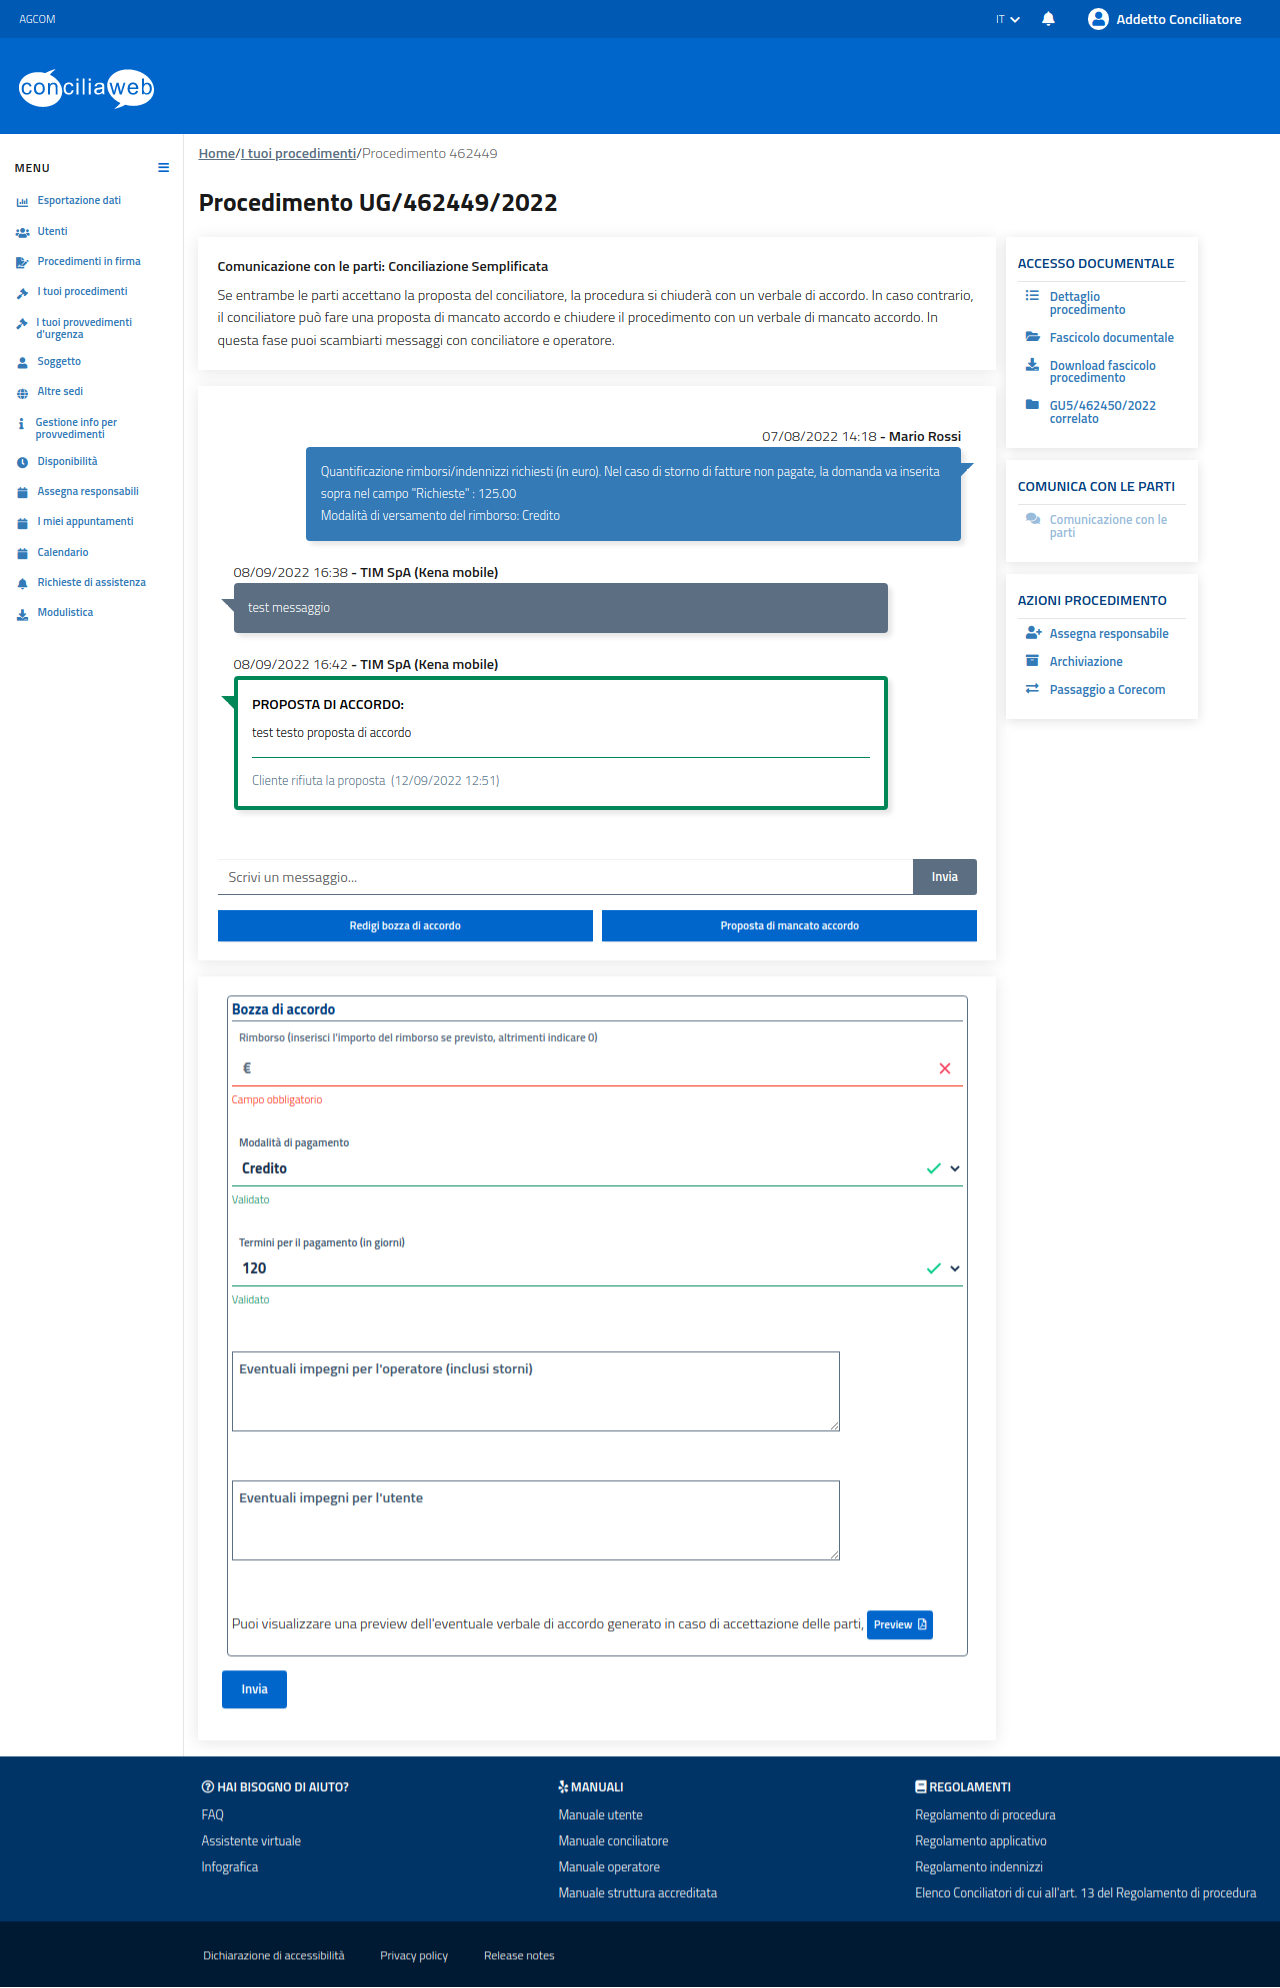 AGCOM
IT
Addetto Conciliatore
conciliaweb
MENU
Esportazione dati
Utenti
Procedimenti in firma
I tuoi procedimenti
I tuoi provvedimenti
d'urgenza
Soggetto
Altre sedi
Gestione info per
provvedimenti
Disponibilità
Assegna responsabili
I miei appuntamenti
Calendario
Richieste di assistenza
Modulistica
Home/I tuoi procedimenti/Procedimento 462449
Procedimento UG/462449/2022
Comunicazione con le parti: Conciliazione Semplificata
Se entrambe le parti accettano la proposta del conciliatore, la procedura si chiuderà con un verbale di accordo. In caso contrario,
il conciliatore può fare una proposta di mancato accordo e chiudere il procedimento con un verbale di mancato accordo. In
questa fase puoi scambiarti messaggi con conciliatore e operatore.
07/08/2022 14:18 - Mario Rossi
Quantificazione rimborsi/indennizzi richiesti (in euro). Nel caso di storno di fatture non pagate, la domanda va inserita
sopra nel campo "Richieste" : 125.00
Modalità di versamento del rimborso: Credito
08/09/2022 16:38 - TIM SpA (Kena mobile)
test messaggio
08/09/2022 16:42 - TIM SpA (Kena mobile)
PROPOSTA DI ACCORDO:
test testo proposta di accordo
Cliente rifiuta la proposta (12/09/2022 12:51)
Scrivi un messaggio...
Invia
Redigi bozza di accordo
Proposta di mancato accordo
Bozza di accordo
Rimborso (inserisci l'importo del rimborso se previsto, altrimenti indicare 0)
€
Campo obbligatorio
Modalità di pagamento
Credito
Validato
Termini per il pagamento (in giorni)
120
Validato
Eventuali impegni per l'operatore (inclusi storni)
Eventuali impegni per l'utente
Puoi visualizzare una preview dell'eventuale verbale di accordo generato in caso di accettazione delle parti, Preview
Invia
ACCESSO DOCUMENTALE
Dettaglio
procedimento
Fascicolo documentale
Download fascicolo
procedimento
GU5/462450/2022
correlato
COMUNICA CON LE PARTI
Comunicazione con le
parti
AZIONI PROCEDIMENTO
Assegna responsabile
Archiviazione
Passaggio a Corecom
HAI BISOGNO DI AIUTO?
FAQ
Assistente virtuale
Infografica
MANUALI
Manuale utente
Manuale conciliatore
Manuale operatore
Manuale struttura accreditata
REGOLAMENTI
Regolamento di procedura
Regolamento applicativo
Regolamento indennizzi
Elenco Conciliatori di cui all'art. 13 del Regolamento di procedura
Dichiarazione di accessibilità
Privacy policy
Release notes